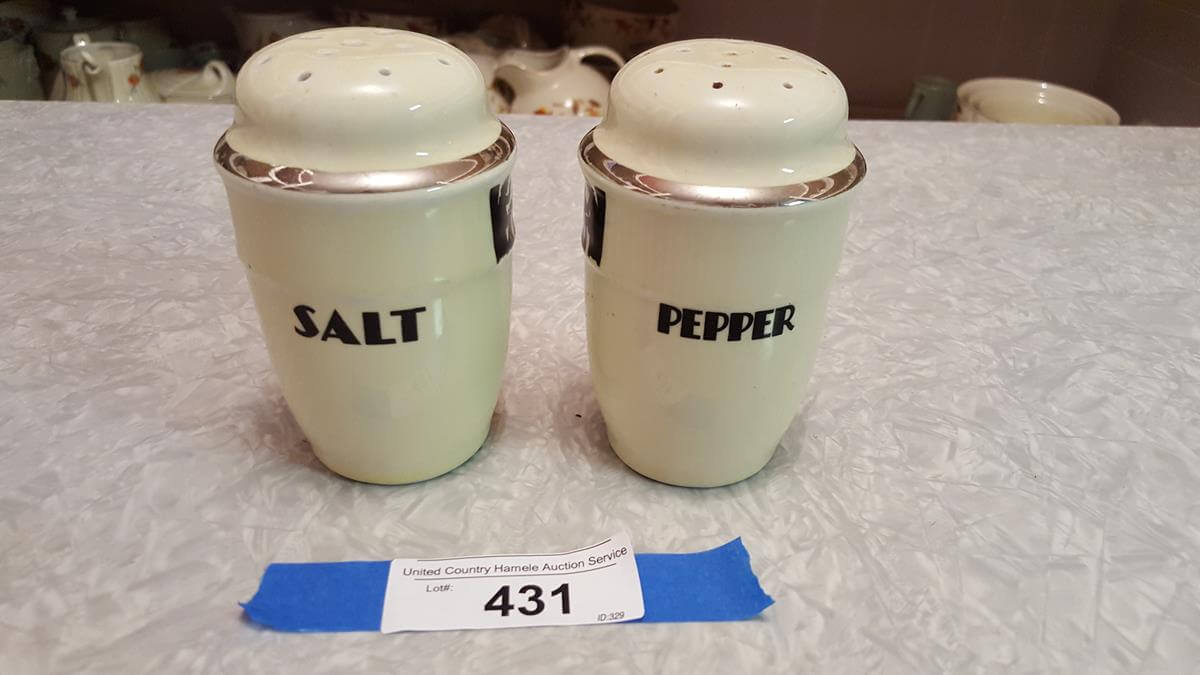 SALT
PEPPER
United Country Hamele Auction Service
Lot#:
431
ID:329